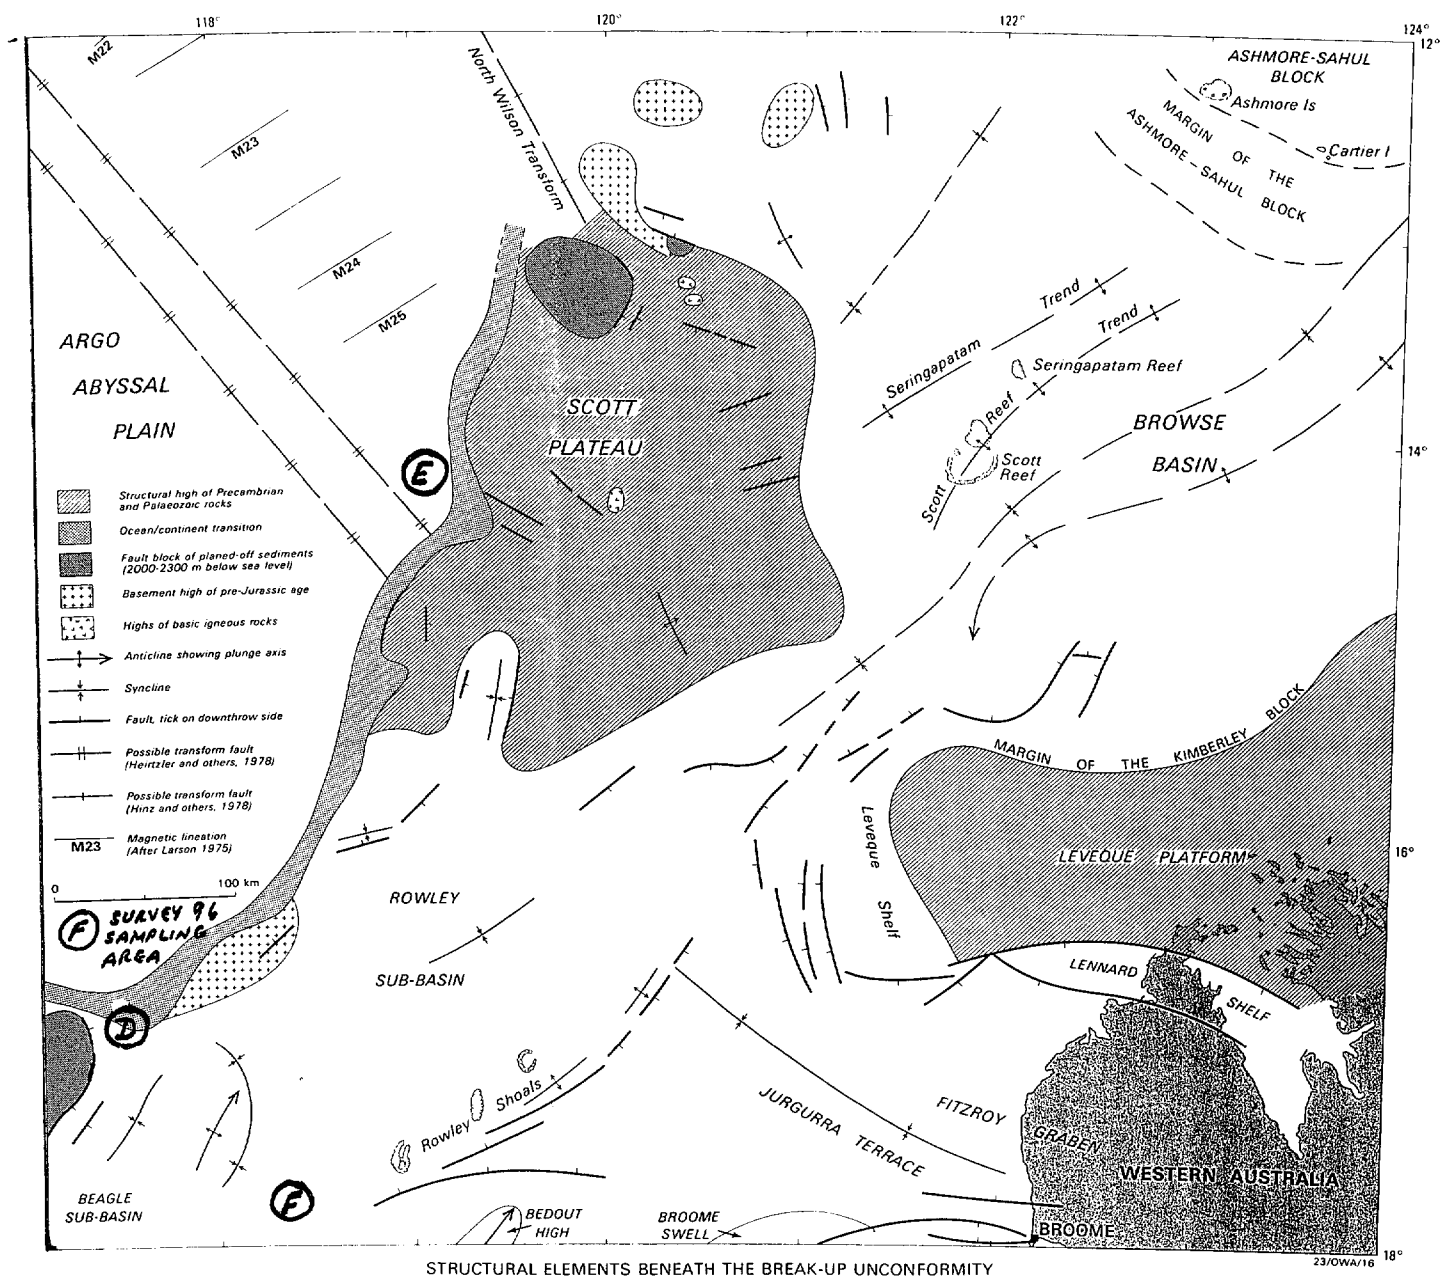 118°
120°
122°
124°
12°
M22
North Wilson Transform
ASHMORE-SAHUL
BLOCK
Ashmore Is
MARGIN OF THE
ASHMORE-SAHUL BLOCK
Cartier I
M23
M24
M25
ARGO
ABYSSAL
PLAIN
Seringapatam Trend
Trend
Seringapatam Reef
Scott Reef
Scott
Reef
SCOTT
PLATEAU
BROWSE
BASIN
14°
E
Structural high of Precambrian
and Palaeozoic rocks
Ocean/continent transition
Fault block of planed-off sediments
(2000-2300 m below sea level)
Basement high of pre-Jurassic age
Highs of basic igneous rocks
Anticline showing plunge axis
Syncline
Fault, tick on downthrow side
Possible transform fault
(Heirtzler and others, 1978)
Possible transform fault
(Hinz and others, 1978)
M23
Magnetic lineation
(After Larson 1975)
0 100 km
F SURVEY 96
SAMPLING
AREA
MARGIN OF THE KIMBERLEY BLOCK
Leveque Shelf
LEVEQUE PLATFORM
16°
ROWLEY
SUB-BASIN
LENNARD SHELF
D
Rowley Shoals
JURGURRA TERRACE
FITZROY
GRABEN
WESTERN AUSTRALIA
BEAGLE
SUB-BASIN
F
BEDOUT
HIGH
BROOME
SWELL
BROOME
18°
23/OWA/16
STRUCTURAL ELEMENTS BENEATH THE BREAK-UP UNCONFORMITY